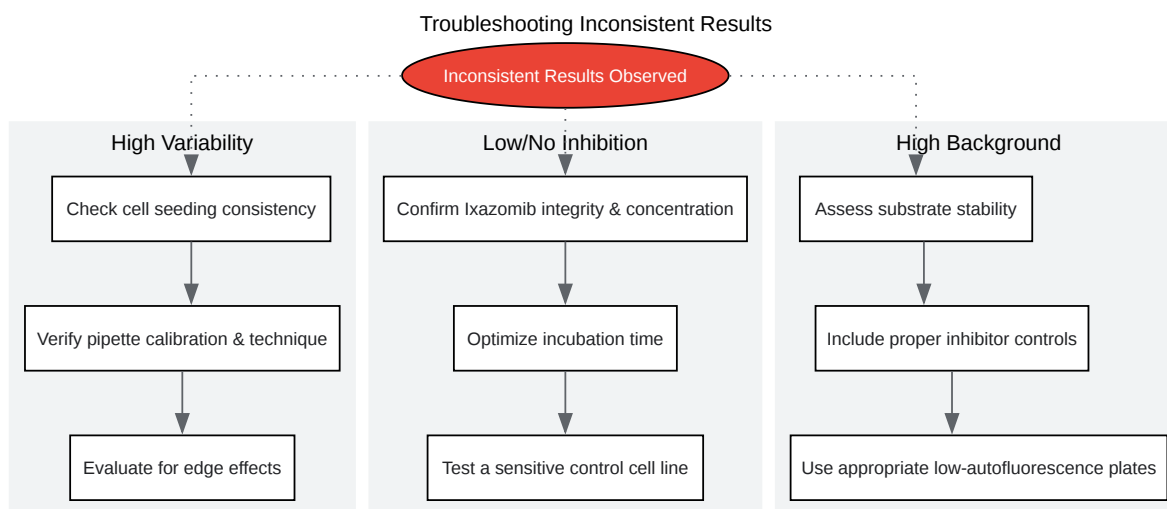 Troubleshooting Inconsistent Results
Inconsistent Results Observed
High Variability
Check cell seeding consistency
Verify pipette calibration & technique
Evaluate for edge effects
Low/No Inhibition
Confirm Ixazomib integrity & concentration
Optimize incubation time
Test a sensitive control cell line
High Background
Assess substrate stability
Include proper inhibitor controls
Use appropriate low-autofluorescence plates